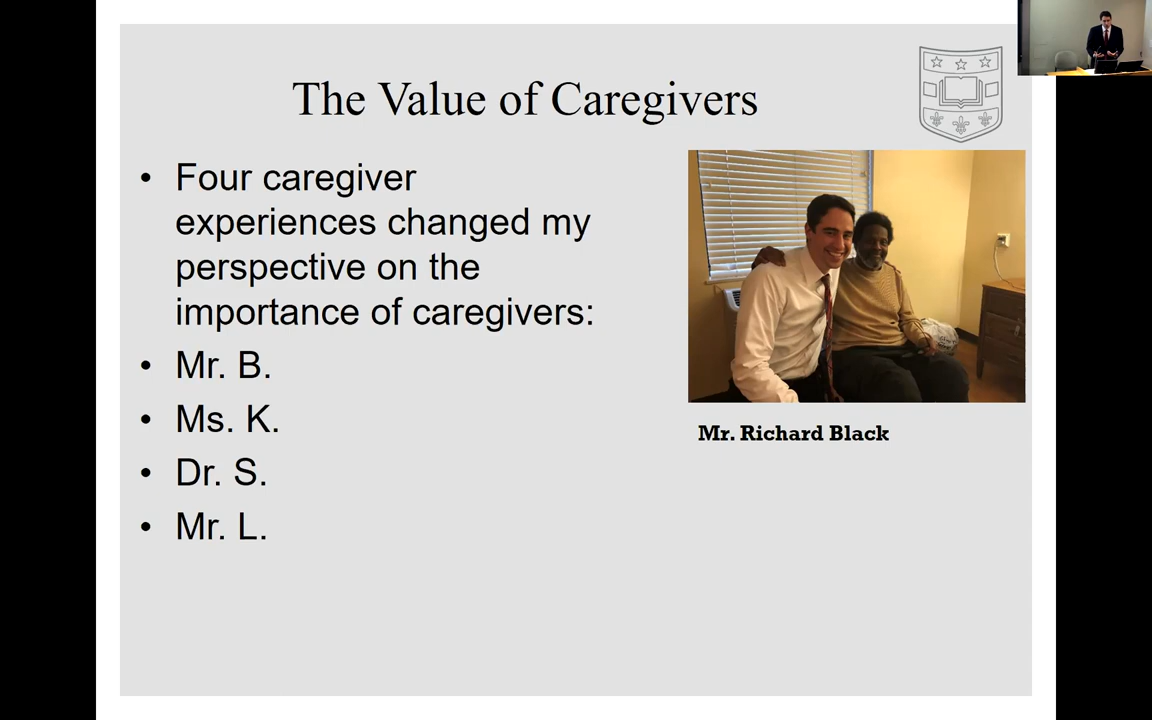 The Value of Caregivers
• Four caregiver
experiences changed my
perspective on the
importance of caregivers:
• Mr. B.
• Ms. K.
• Dr. S.
• Mr. L.
Mr. Richard Black